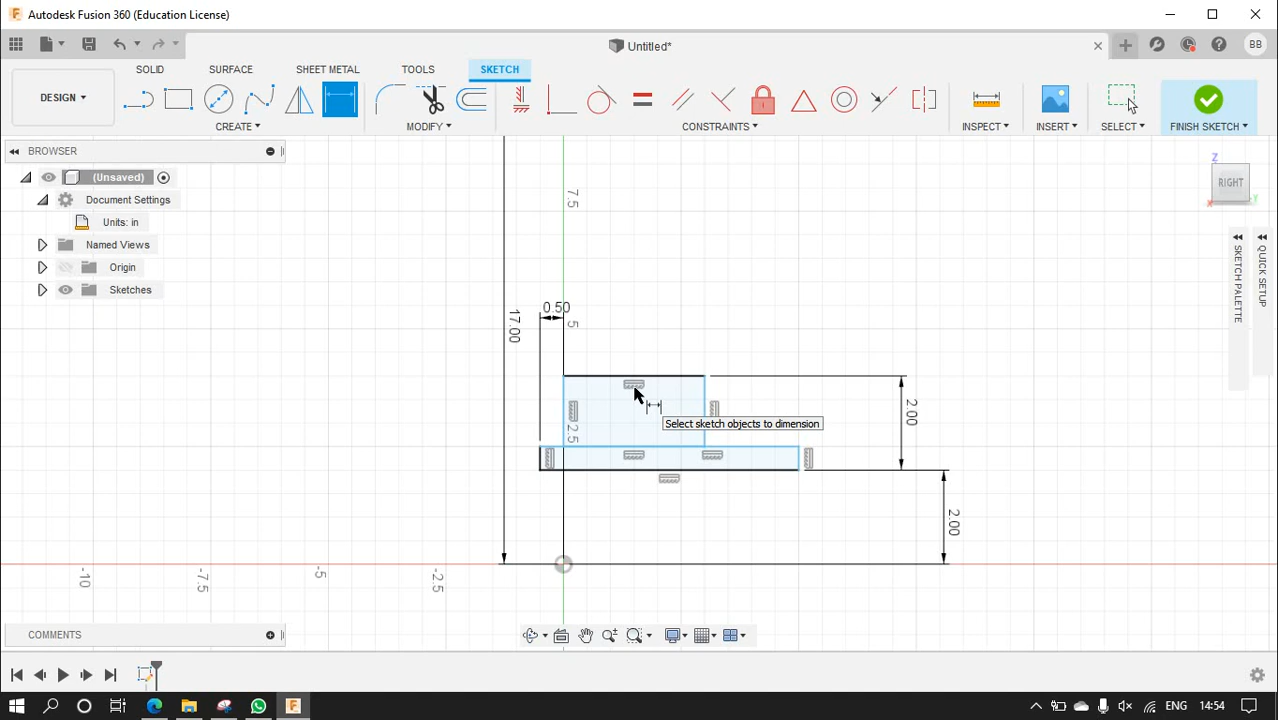 Autodesk Fusion 360 (Education License)
Untitled*
BB
DESIGN
SOLID
SURFACE
SHEET METAL
TOOLS
SKETCH
CREATE
MODIFY
CONSTRAINTS
INSPECT
INSERT
SELECT
FINISH SKETCH
BROWSER
(Unsaved)
Document Settings
Units: in
Named Views
Origin
Sketches
Z
RIGHT
X
Y
SKETCH PALETTE
QUICK SETUP
7.5
0.50
17.00
5
2.5
Select sketch objects to dimension
2.00
2.00
-10
-7.5
-5
-2.5
COMMENTS
ENG
14:54